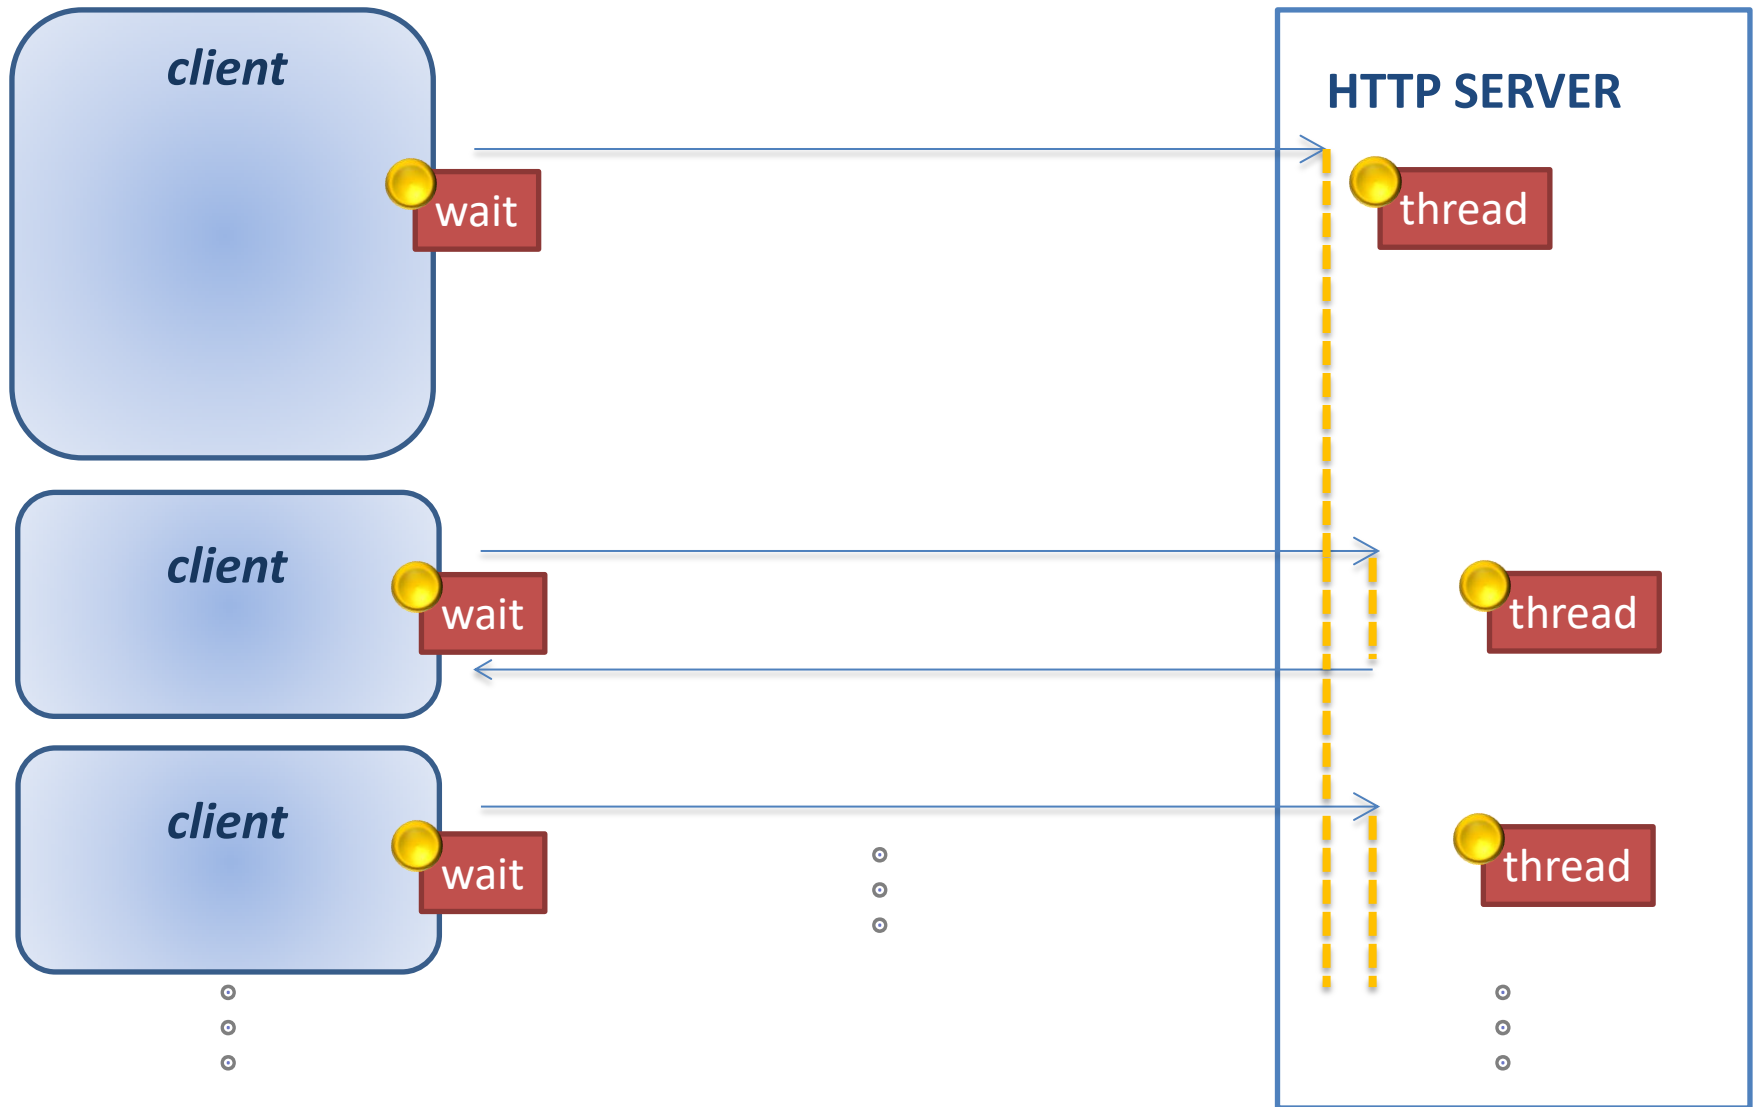 client
HTTP SERVER
wait
thread
client
wait
thread
client
wait
thread